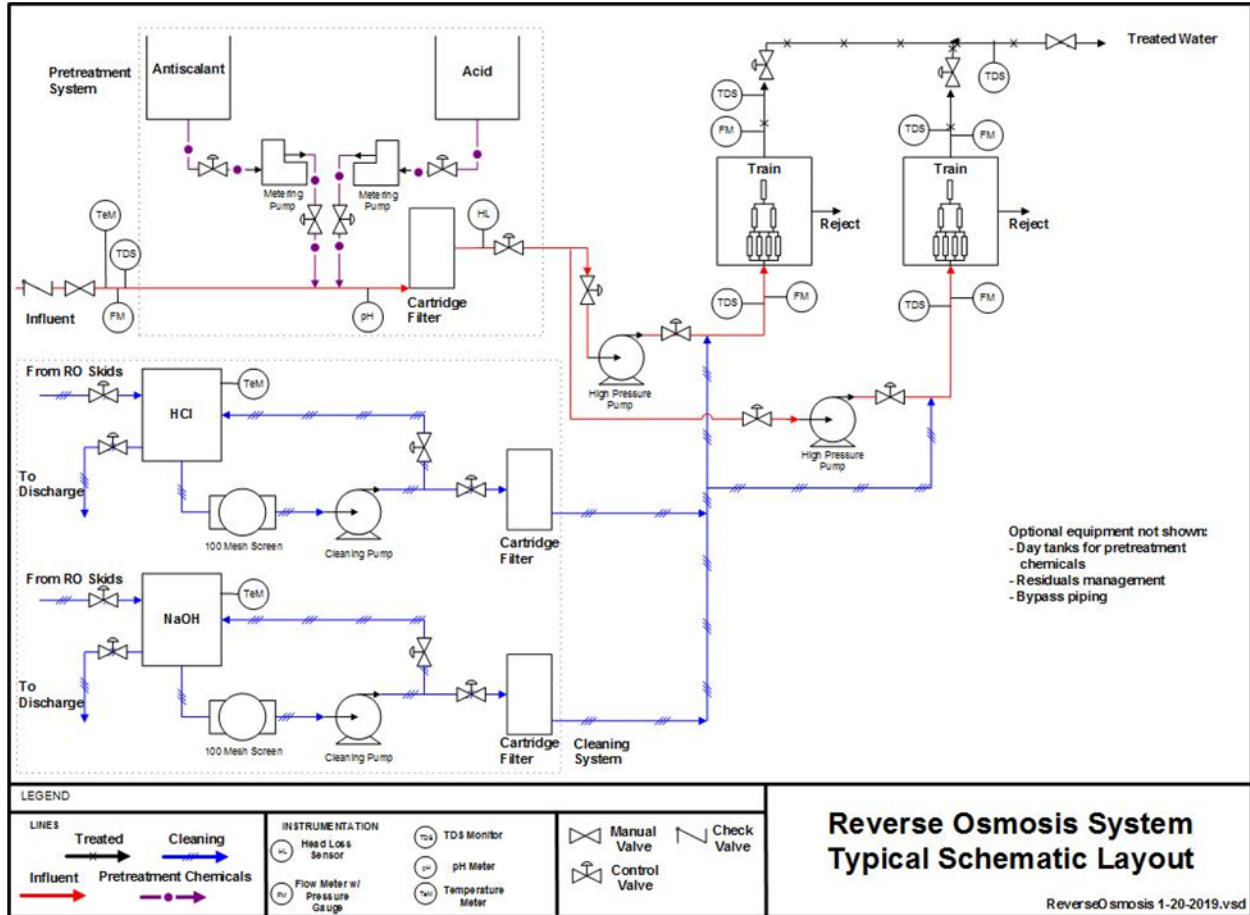 Pretreatment
System
Antiscalant
Acid
Metering
Pump
Metering
Pump
TeM
TDS
FM
Influent
pH
HL
Cartridge
Filter
TDS
FM
Train
Reject
TDS
FM
TDS
FM
Train
Reject
TDS
FM
TDS
Treated Water
High Pressure
Pump
High Pressure
Pump
From RO Skids
HCl
TeM
To
Discharge
100 Mesh Screen
Cleaning Pump
Cartridge
Filter
From RO Skids
NaOH
TeM
To
Discharge
100 Mesh Screen
Cleaning Pump
Cartridge
Filter
Cleaning
System
Optional equipment not shown:
- Day tanks for pretreatment
chemicals
- Residuals management
- Bypass piping
LEGEND
LINES
Treated
Cleaning
Influent
Pretreatment Chemicals
INSTRUMENTATION
HL
Head Loss
Sensor
FM
Flow Meter w/
Pressure
Gauge
TDS
TDS Monitor
pH
pH Meter
TeM
Temperature
Meter
Manual
Valve
Check
Valve
Control
Valve
Reverse Osmosis System
Typical Schematic Layout
ReverseOsmosis 1-20-2019.vsd